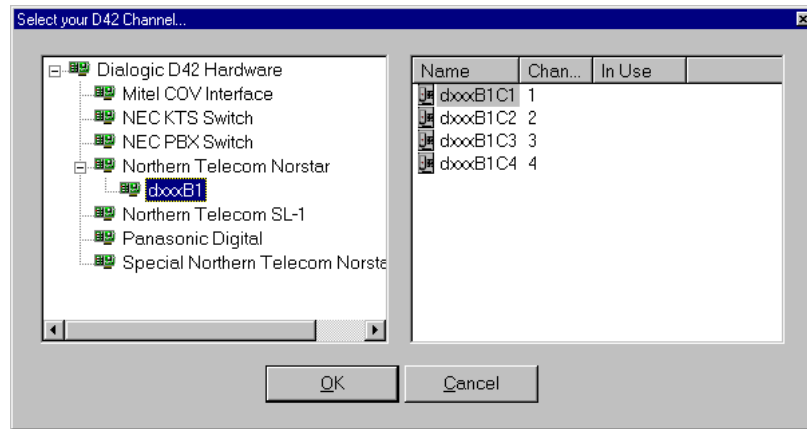 Select your D42 Channel...
Dialogic D42 Hardware
Mitel COV Interface
NEC KTS Switch
NEC PBX Switch
Northern Telecom Norstar
dxxxB1
Northern Telecom SL-1
Panasonic Digital
Special Northern Telecom Norsta
Name Chan... In Use
dxxxB1C1 1
dxxxB1C2 2
dxxxB1C3 3
dxxxB1C4 4
OK Cancel